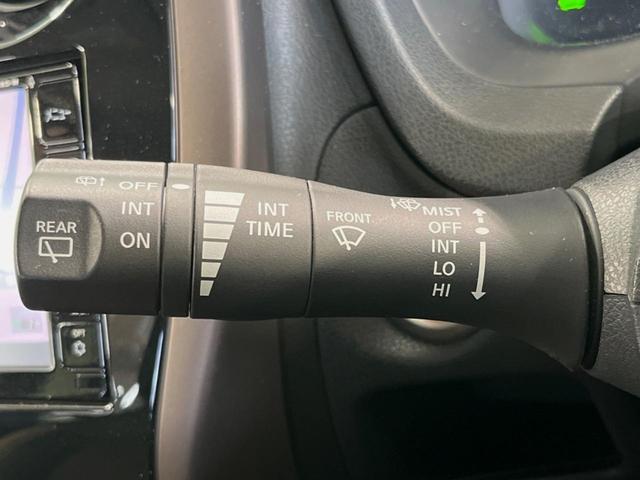 REAR
OFF
INT
ON
INT
TIME
FRONT
MIST
OFF
INT
LO
HI